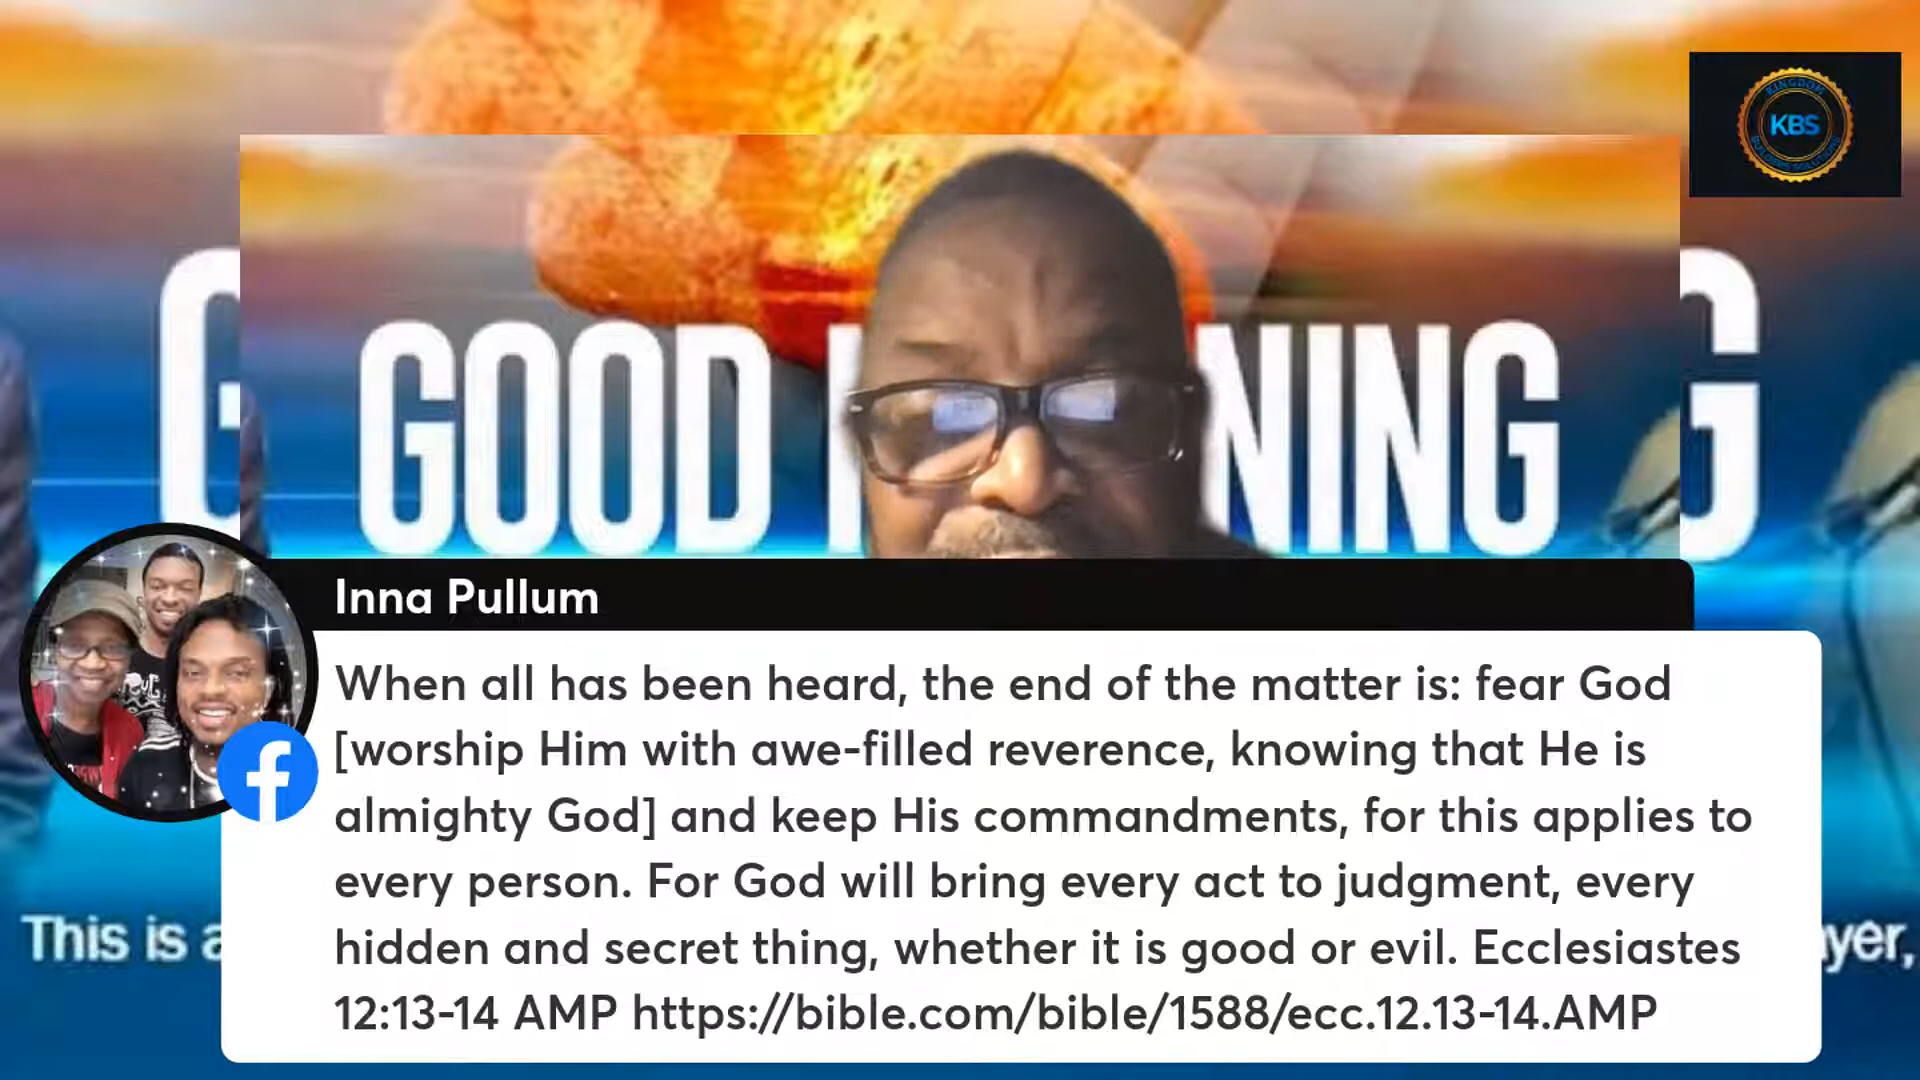 KINGDOM
KBS
BUILDERS SOLUTIONS
G
GOOD
NING
G
Inna Pullum
When all has been heard, the end of the matter is: fear God
[worship Him with awe-filled reverence, knowing that He is
almighty God] and keep His commandments, for this applies to
every person. For God will bring every act to judgment, every
hidden and secret thing, whether it is good or evil. Ecclesiastes
12:13-14 AMP https://bible.com/bible/1588/ecc.12.13-14.AMP
This is a
ayer,